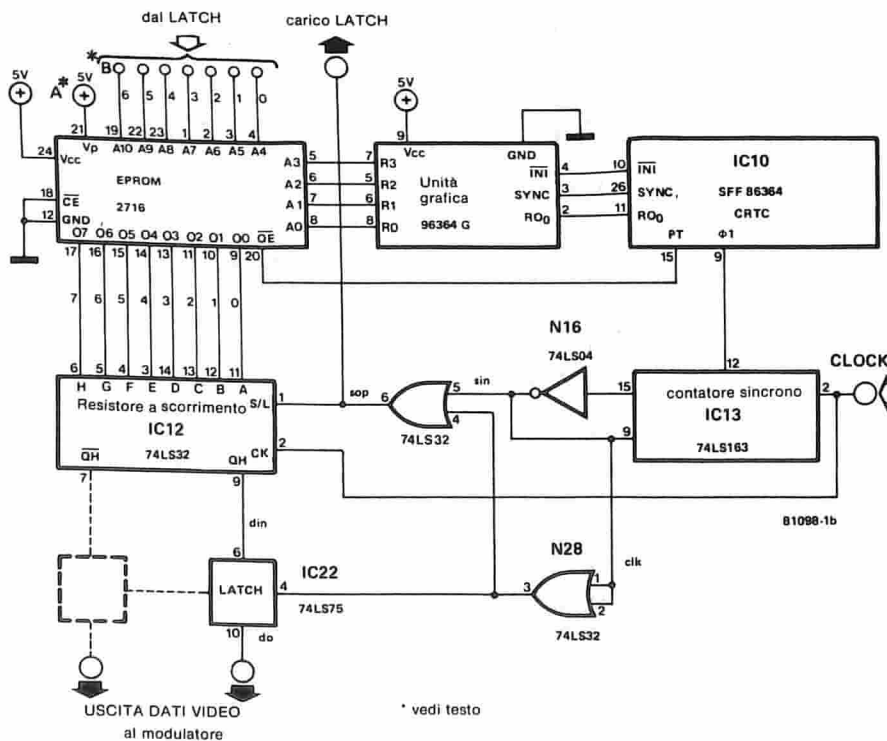 dal LATCH
carico LATCH
5V
A*
5V
*
B
6 5 4 3 2 1 0
5V
21 19 22 23 1 2 3 4
9
24
Vp A10 A9 A8 A7 A6 A5 A4
Vcc
EPROM
2716
18
CE
12
GND
A3 5
A2 6
A1 7
A0 8
O7 O6 O5 O4 O3 O2 O1 O0 OE
17 16 15 14 13 11 10 9 20
Vcc
GND
7 R3
5 R2
6 R1
8 R0
Unità
grafica
96364 G
INI 4
SYNC 3
RO0 2
IC10
10 INI
26 SYNC,
11 RO0
SFF 86364
CRTC
PT Φ1
15 9
7 6 5 4 3 2 1 0
N16
74LS04
12
CLOCK
6 5 4 3 14 13 12 11
H G F E D C B A
Resistore a scorrimento
S/L 1
IC12
74LS32
CK 2
QH QH
7 9
sop
6
5
4
74LS32
sin
15
9
contatore sincrono
2
IC13
74LS163
81098-1b
din
6
LATCH
4
IC22
74LS75
10 do
N28
clk
3
1
2
74LS32
USCITA DATI VIDEO
al modulatore
* vedi testo